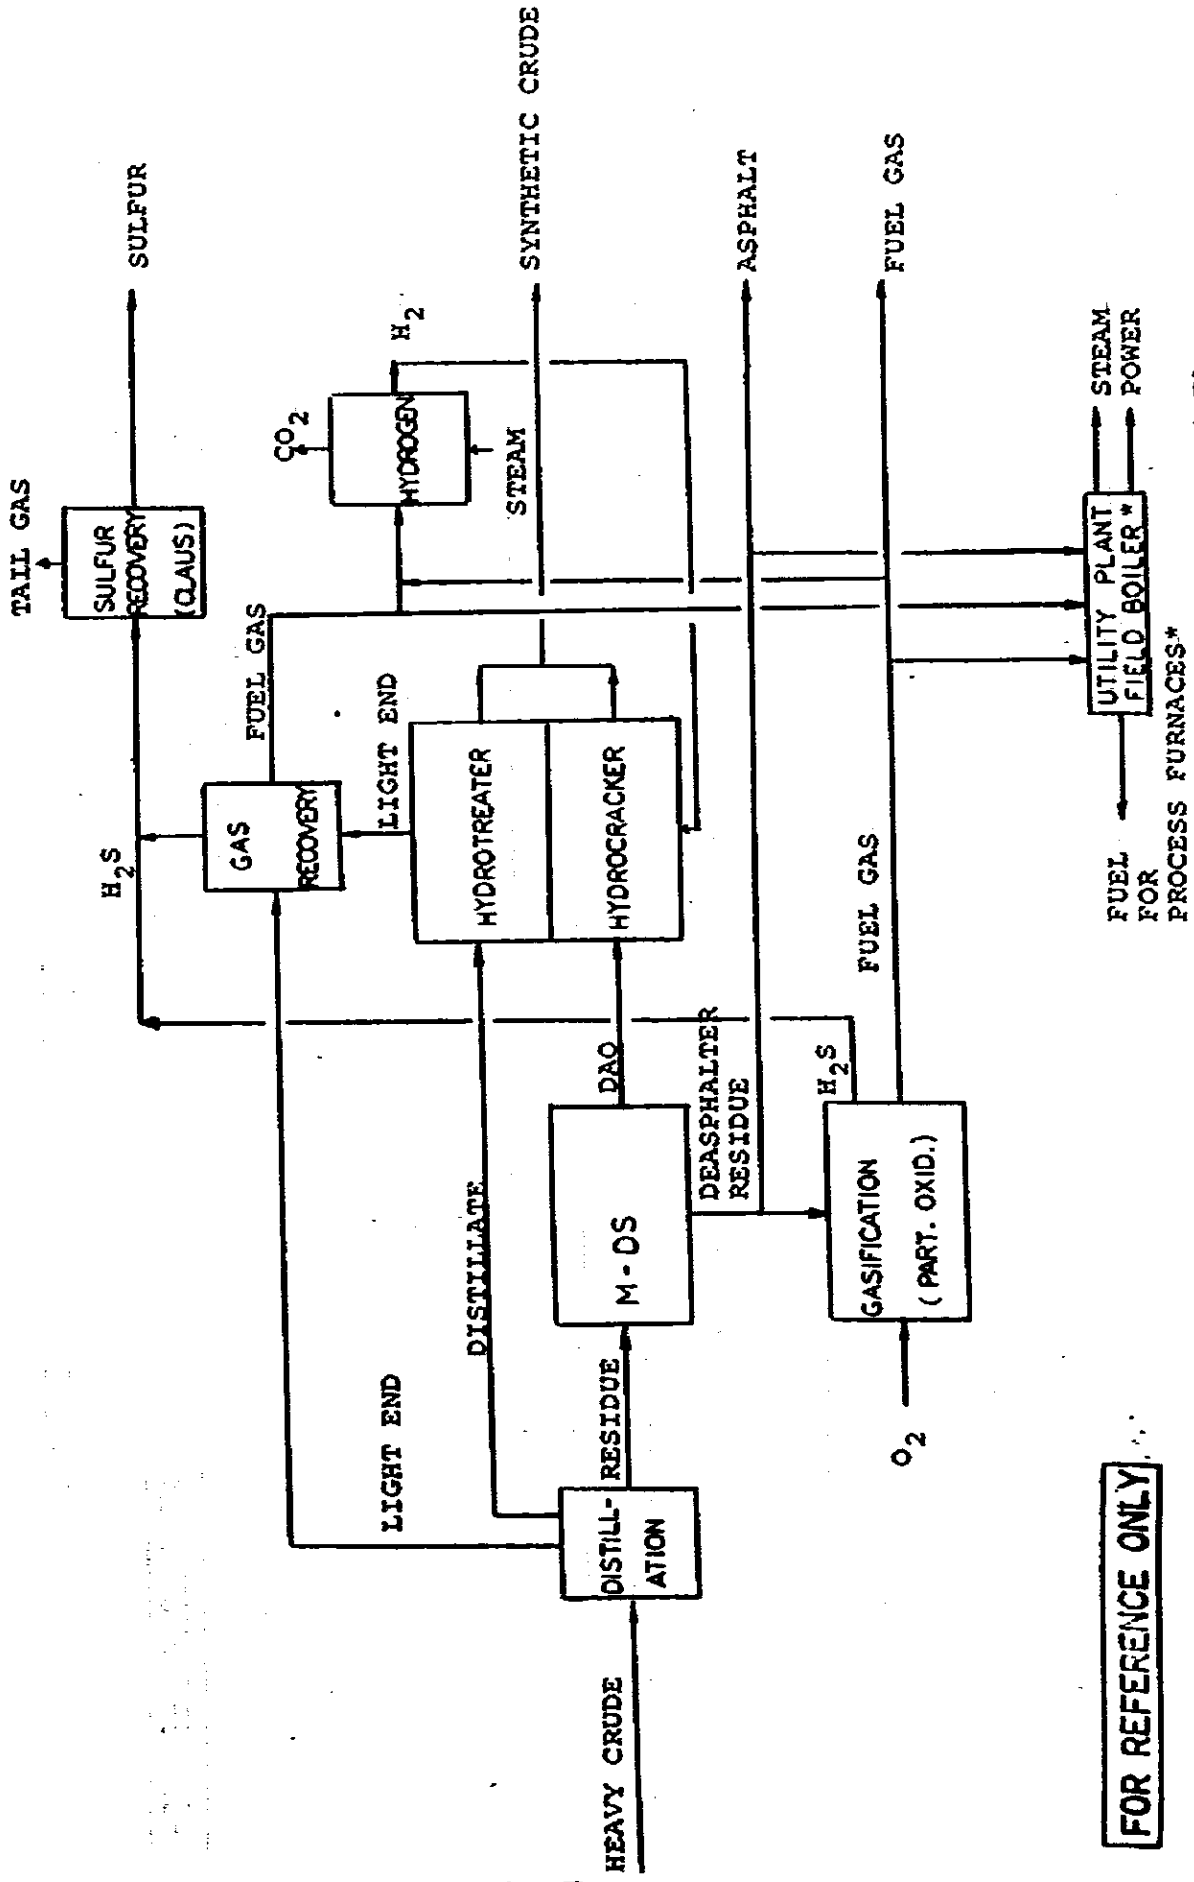 TAIL GAS
SULFUR
RECOVERY
(CLAUS)
SULFUR
H2S
GAS
RECOVERY
FUEL GAS
CO2
HYDROGEN
H2
STEAM
LIGHT END
LIGHT END
HYDROTREATER
HYDROCRACKER
SYNTHETIC CRUDE
DISTILLATE
HEAVY CRUDE
DISTILL-
ATION
RESIDUE
M-DS
DAO
DEASPHALTER
RESIDUE
ASPHALT
O2
GASIFICATION
(PART. OXID.)
H2S
FUEL GAS
FUEL GAS
UTILITY PLANT
FIELD BOILER*
STEAM
POWER
FUEL
FOR
PROCESS FURNACES*
FOR REFERENCE ONLY